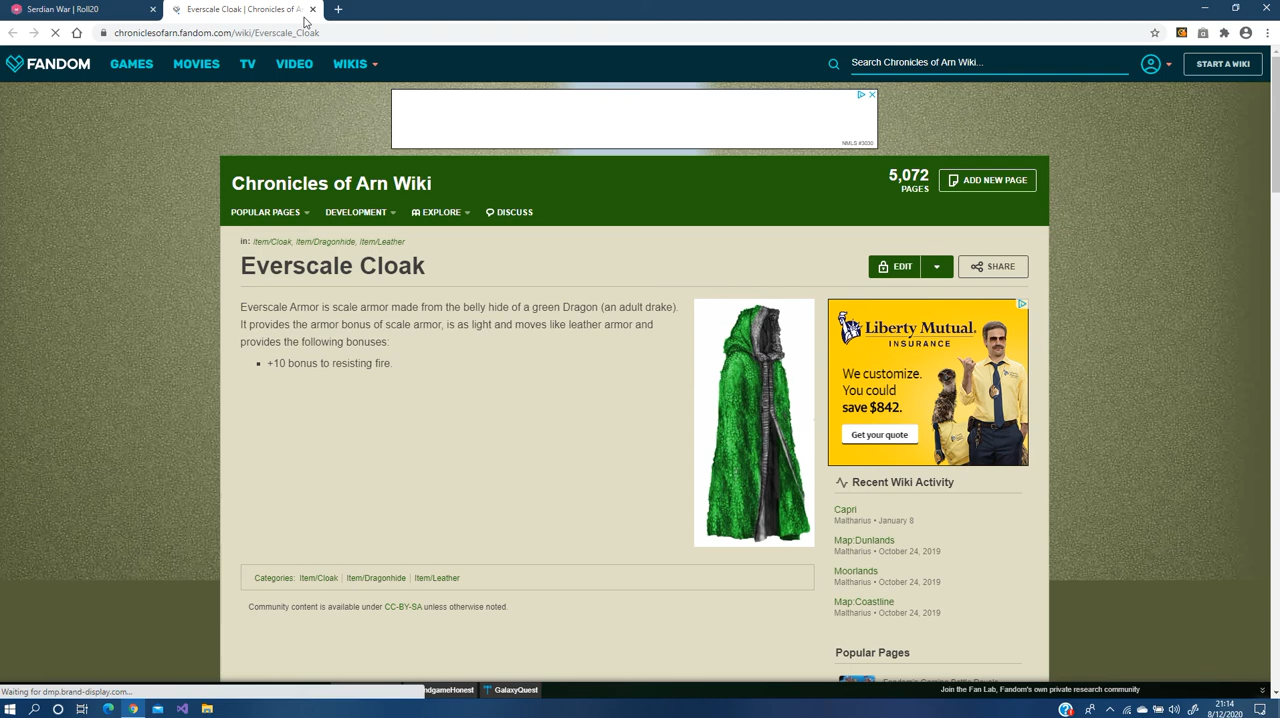 Serdian War | Roll20
Everscale Cloak | Chronicles of A
chroniclesofarn.fandom.com/wiki/Everscale_Cloak
FANDOM GAMES MOVIES TV VIDEO WIKIS
Search Chronicles of Arn Wiki...
START A WIKI
NMLS #3030
Chronicles of Arn Wiki
5,072
PAGES
ADD NEW PAGE
POPULAR PAGES DEVELOPMENT EXPLORE DISCUSS
in: Item/Cloak, Item/Dragonhide, Item/Leather
Everscale Cloak
EDIT
SHARE
Everscale Armor is scale armor made from the belly hide of a green Dragon (an adult drake).
It provides the armor bonus of scale armor, is as light and moves like leather armor and
provides the following bonuses:
+10 bonus to resisting fire.
Liberty Mutual.
INSURANCE
We customize.
You could
save $842.
Get your quote
Recent Wiki Activity
Capri
Maltharius • January 8
Map:Dunlands
Maltharius • October 24, 2019
Moorlands
Maltharius • October 24, 2019
Map:Coastline
Maltharius • October 24, 2019
Categories: Item/Cloak Item/Dragonhide Item/Leather
Community content is available under CC-BY-SA unless otherwise noted.
Popular Pages
Waiting for dmp.brand-display.com...
ndgameHonest
GalaxyQuest
Join the Fan Lab, Fandom's own private research community
21:14
8/12/2020